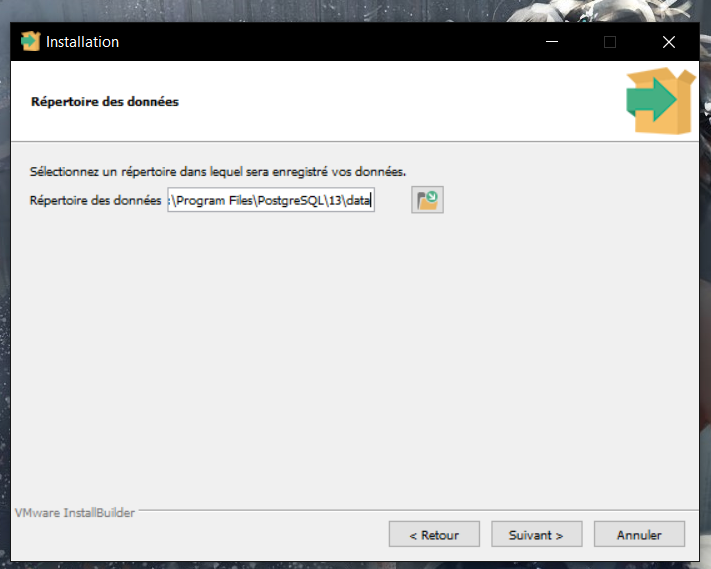 Installation
Répertoire des données
Sélectionnez un répertoire dans lequel sera enregistré vos données.
Répertoire des données :\Program Files\PostgreSQL\13\data
VMware InstallBuilder
< Retour Suivant > Annuler